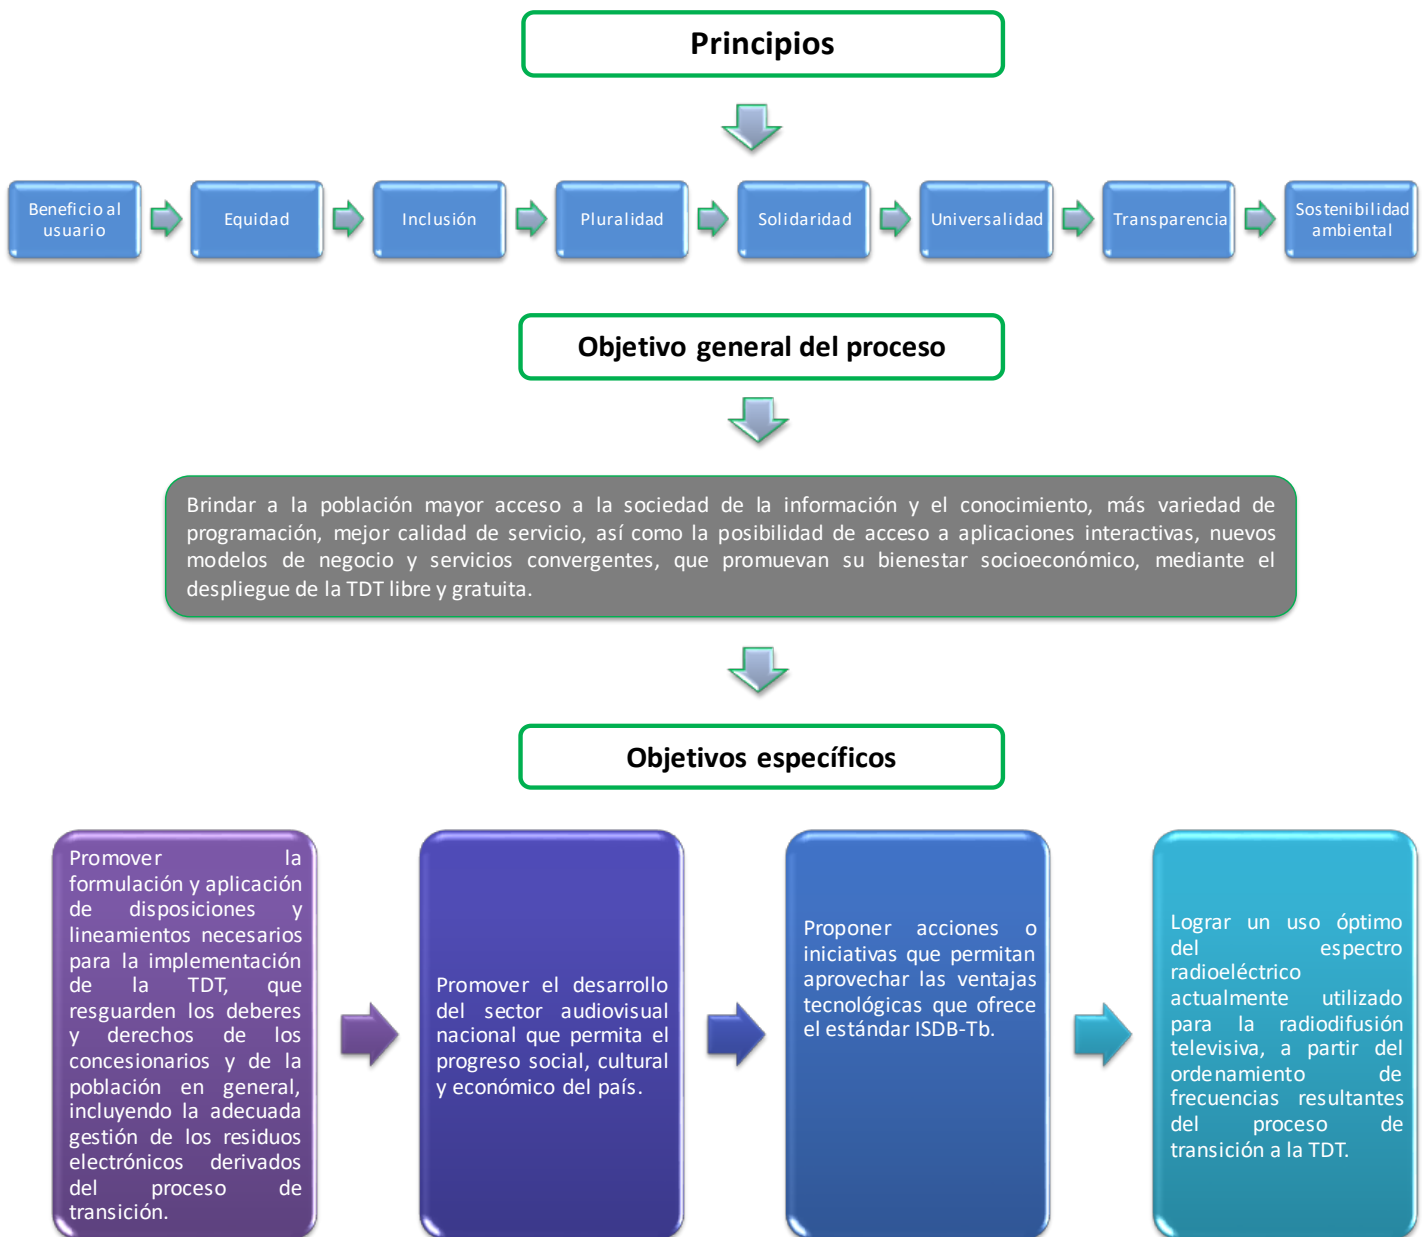 Principios
Beneficio al
usuario
Equidad
Inclusión
Pluralidad
Solidaridad
Universalidad
Transparencia
Sostenibilidad
ambiental
Objetivo general del proceso
Brindar a la población mayor acceso a la sociedad de la información y el conocimiento, más variedad de
programación, mejor calidad de servicio, así como la posibilidad de acceso a aplicaciones interactivas, nuevos
modelos de negocio y servicios convergentes, que promuevan su bienestar socioeconómico, mediante el
despliegue de la TDT libre y gratuita.
Objetivos específicos
Promover la
formulación y aplicación
de disposiciones y
lineamientos necesarios
para la implementación
de la TDT, que
resguarden los deberes
y derechos de los
concesionarios y de la
población en general,
incluyendo la adecuada
gestión de los residuos
electrónicos derivados
del proceso de
transición.
Promover el desarrollo
del sector audiovisual
nacional que permita el
progreso social, cultural
y económico del país.
Proponer acciones o
iniciativas que permitan
aprovechar las ventajas
tecnológicas que ofrece
el estándar ISDB-Tb.
Lograr un uso óptimo
del espectro
radioeléctrico
actualmente utilizado
para la radiodifusión
televisiva, a partir del
ordenamiento de
frecuencias resultantes
del proceso de
transición a la TDT.